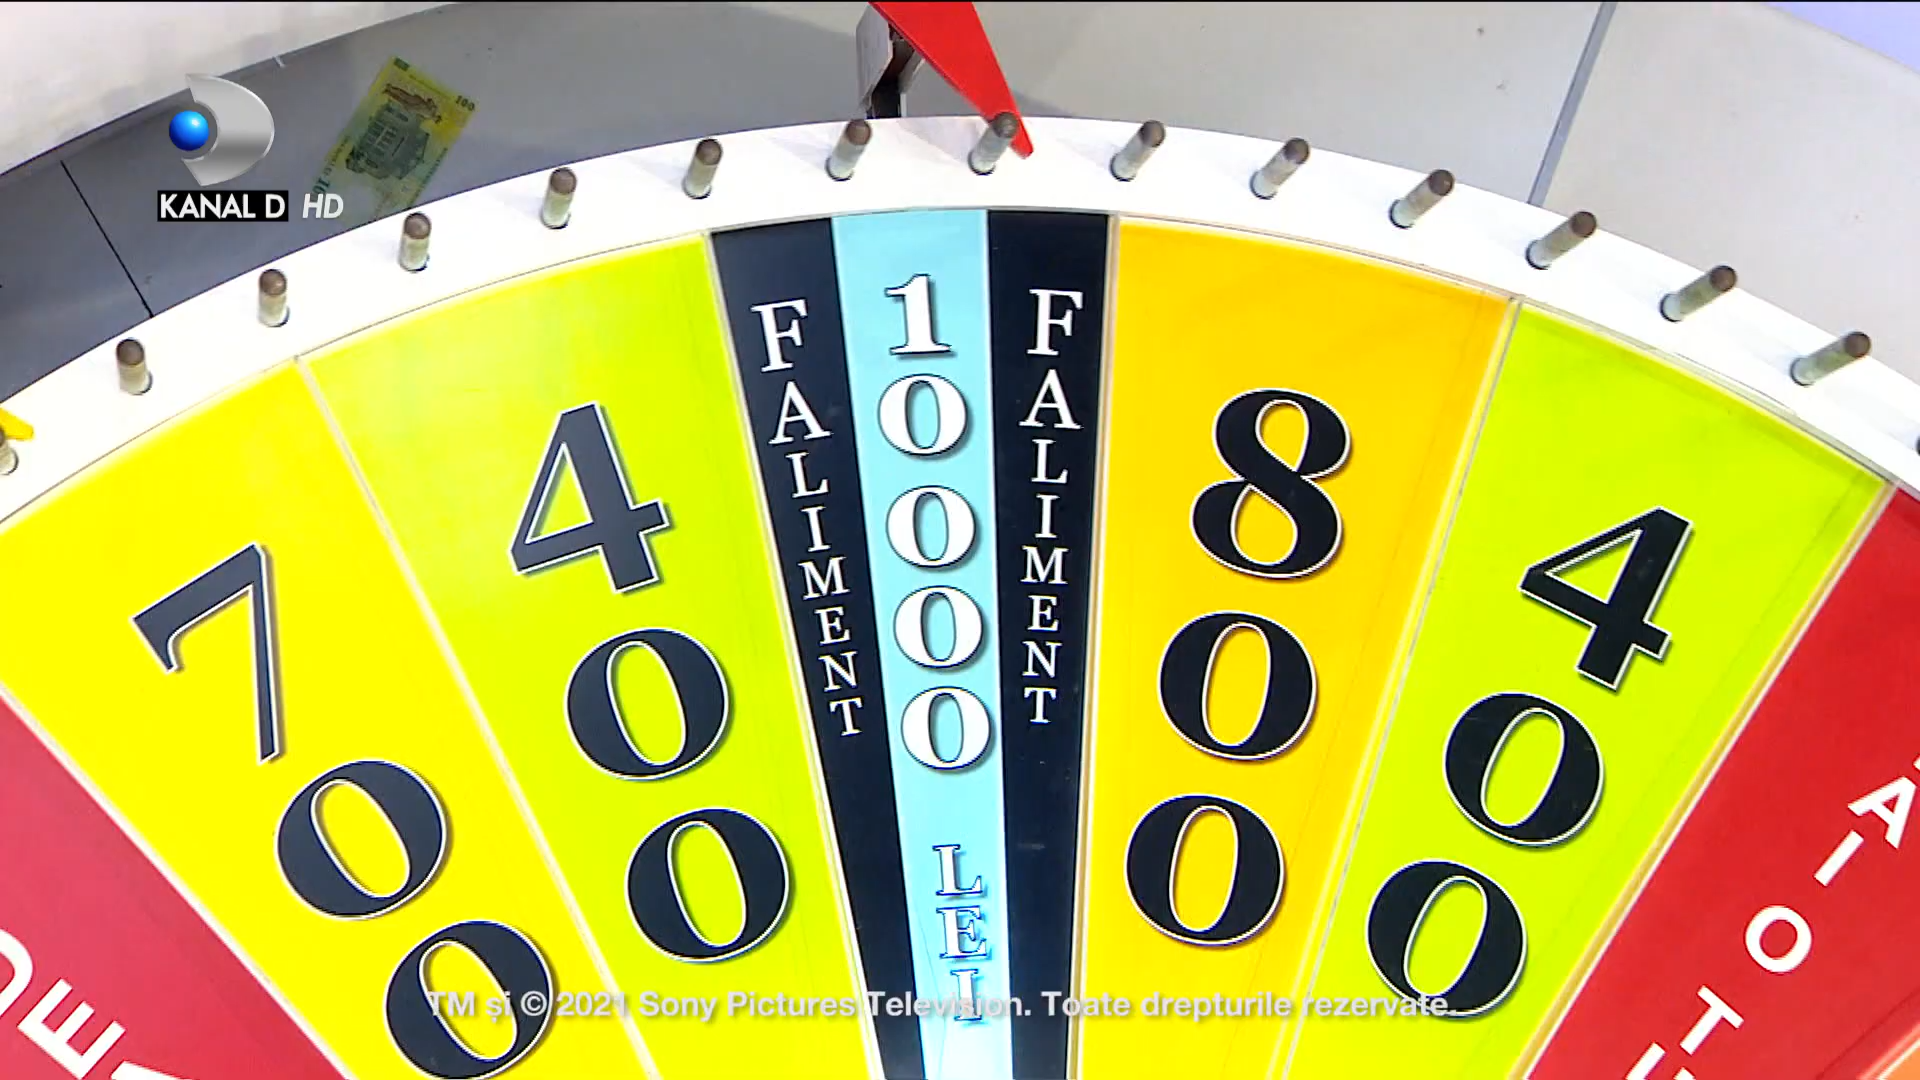 KANAL D HD
100
700
400
FALIMENT
10000 LEI
FALIMENT
800
400
TM și © 2021 Sony Pictures Television. Toate drepturile rezervate.